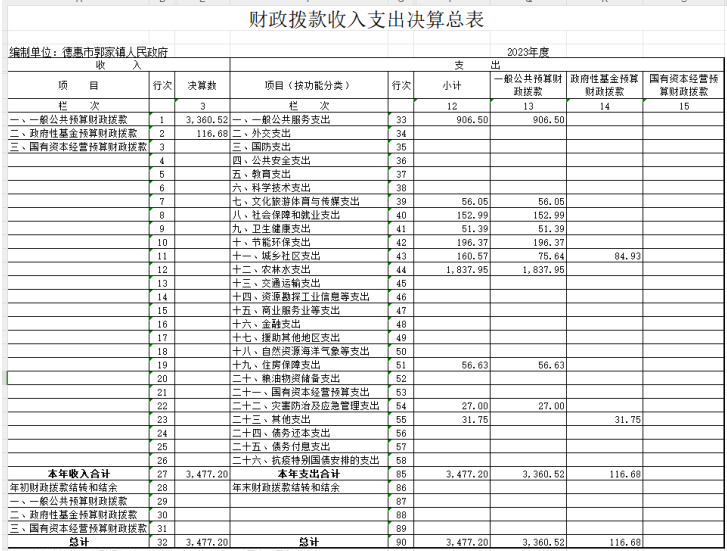 财政拨款收入支出决算总表
编制单位：德惠市郭家镇人民政府 2023年度
收 入 支 出
项 目 行次 决算数 项目（按功能分类） 行次 小计 一般公共预算财政拨款 政府性基金预算财政拨款 国有资本经营预算财政拨款
栏 次 3 栏 次 12 13 14 15
一、一般公共预算财政拨款 1 3,360.52 一、一般公共服务支出 33 906.50 906.50
二、政府性基金预算财政拨款 2 116.68 二、外交支出 34
三、国有资本经营预算财政拨款 3 三、国防支出 35
4 四、公共安全支出 36
5 五、教育支出 37
6 六、科学技术支出 38
7 七、文化旅游体育与传媒支出 39 56.05 56.05
8 八、社会保障和就业支出 40 152.99 152.99
9 九、卫生健康支出 41 51.39 51.39
10 十、节能环保支出 42 196.37 196.37
11 十一、城乡社区支出 43 160.57 75.64 84.93
12 十二、农林水支出 44 1,837.95 1,837.95
13 十三、交通运输支出 45
14 十四、资源勘探工业信息等支出 46
15 十五、商业服务业等支出 47
16 十六、金融支出 48
17 十七、援助其他地区支出 49
18 十八、自然资源海洋气象等支出 50
19 十九、住房保障支出 51 56.63 56.63
20 二十、粮油物资储备支出 52
21 二十一、国有资本经营预算支出 53
22 二十二、灾害防治及应急管理支出 54 27.00 27.00
23 二十三、其他支出 55 31.75 31.75
24 二十四、债务还本支出 56
25 二十五、债务付息支出 57
26 二十六、抗疫特别国债安排的支出 58
本年收入合计 27 3,477.20 本年支出合计 85 3,477.20 3,360.52 116.68
年初财政拨款结转和结余 28 年末财政拨款结转和结余 86
一、一般公共预算财政拨款 29 87
二、政府性基金预算财政拨款 30 88
三、国有资本经营预算财政拨款 31 89
总计 32 3,477.20 总计 90 3,477.20 3,360.52 116.68